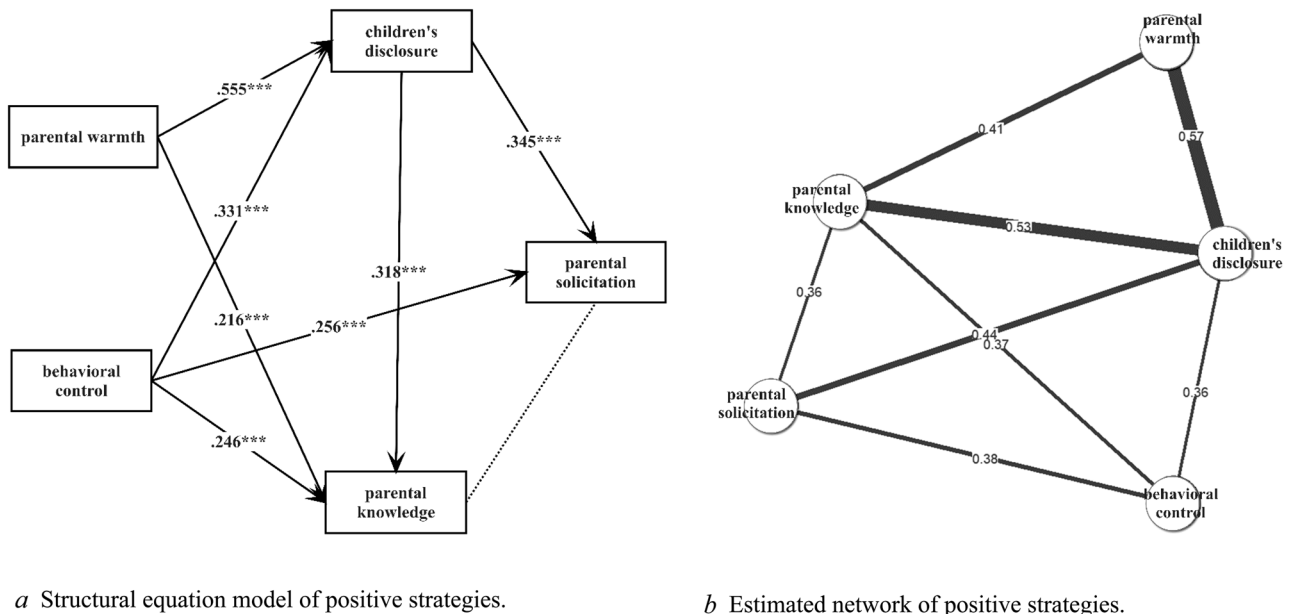 children's
disclosure
.555***
parental warmth
.345***
.331***
parental
solicitation
.318***
.216***
.256***
behavioral
control
.246***
parental
knowledge
a Structural equation model of positive strategies.
parental
warmth
0.41
0.57
parental
knowledge
0.53
children's
disclosure
0.36
0.44
0.37
parental
solicitation
0.36
0.38
behavioral
control
b Estimated network of positive strategies.